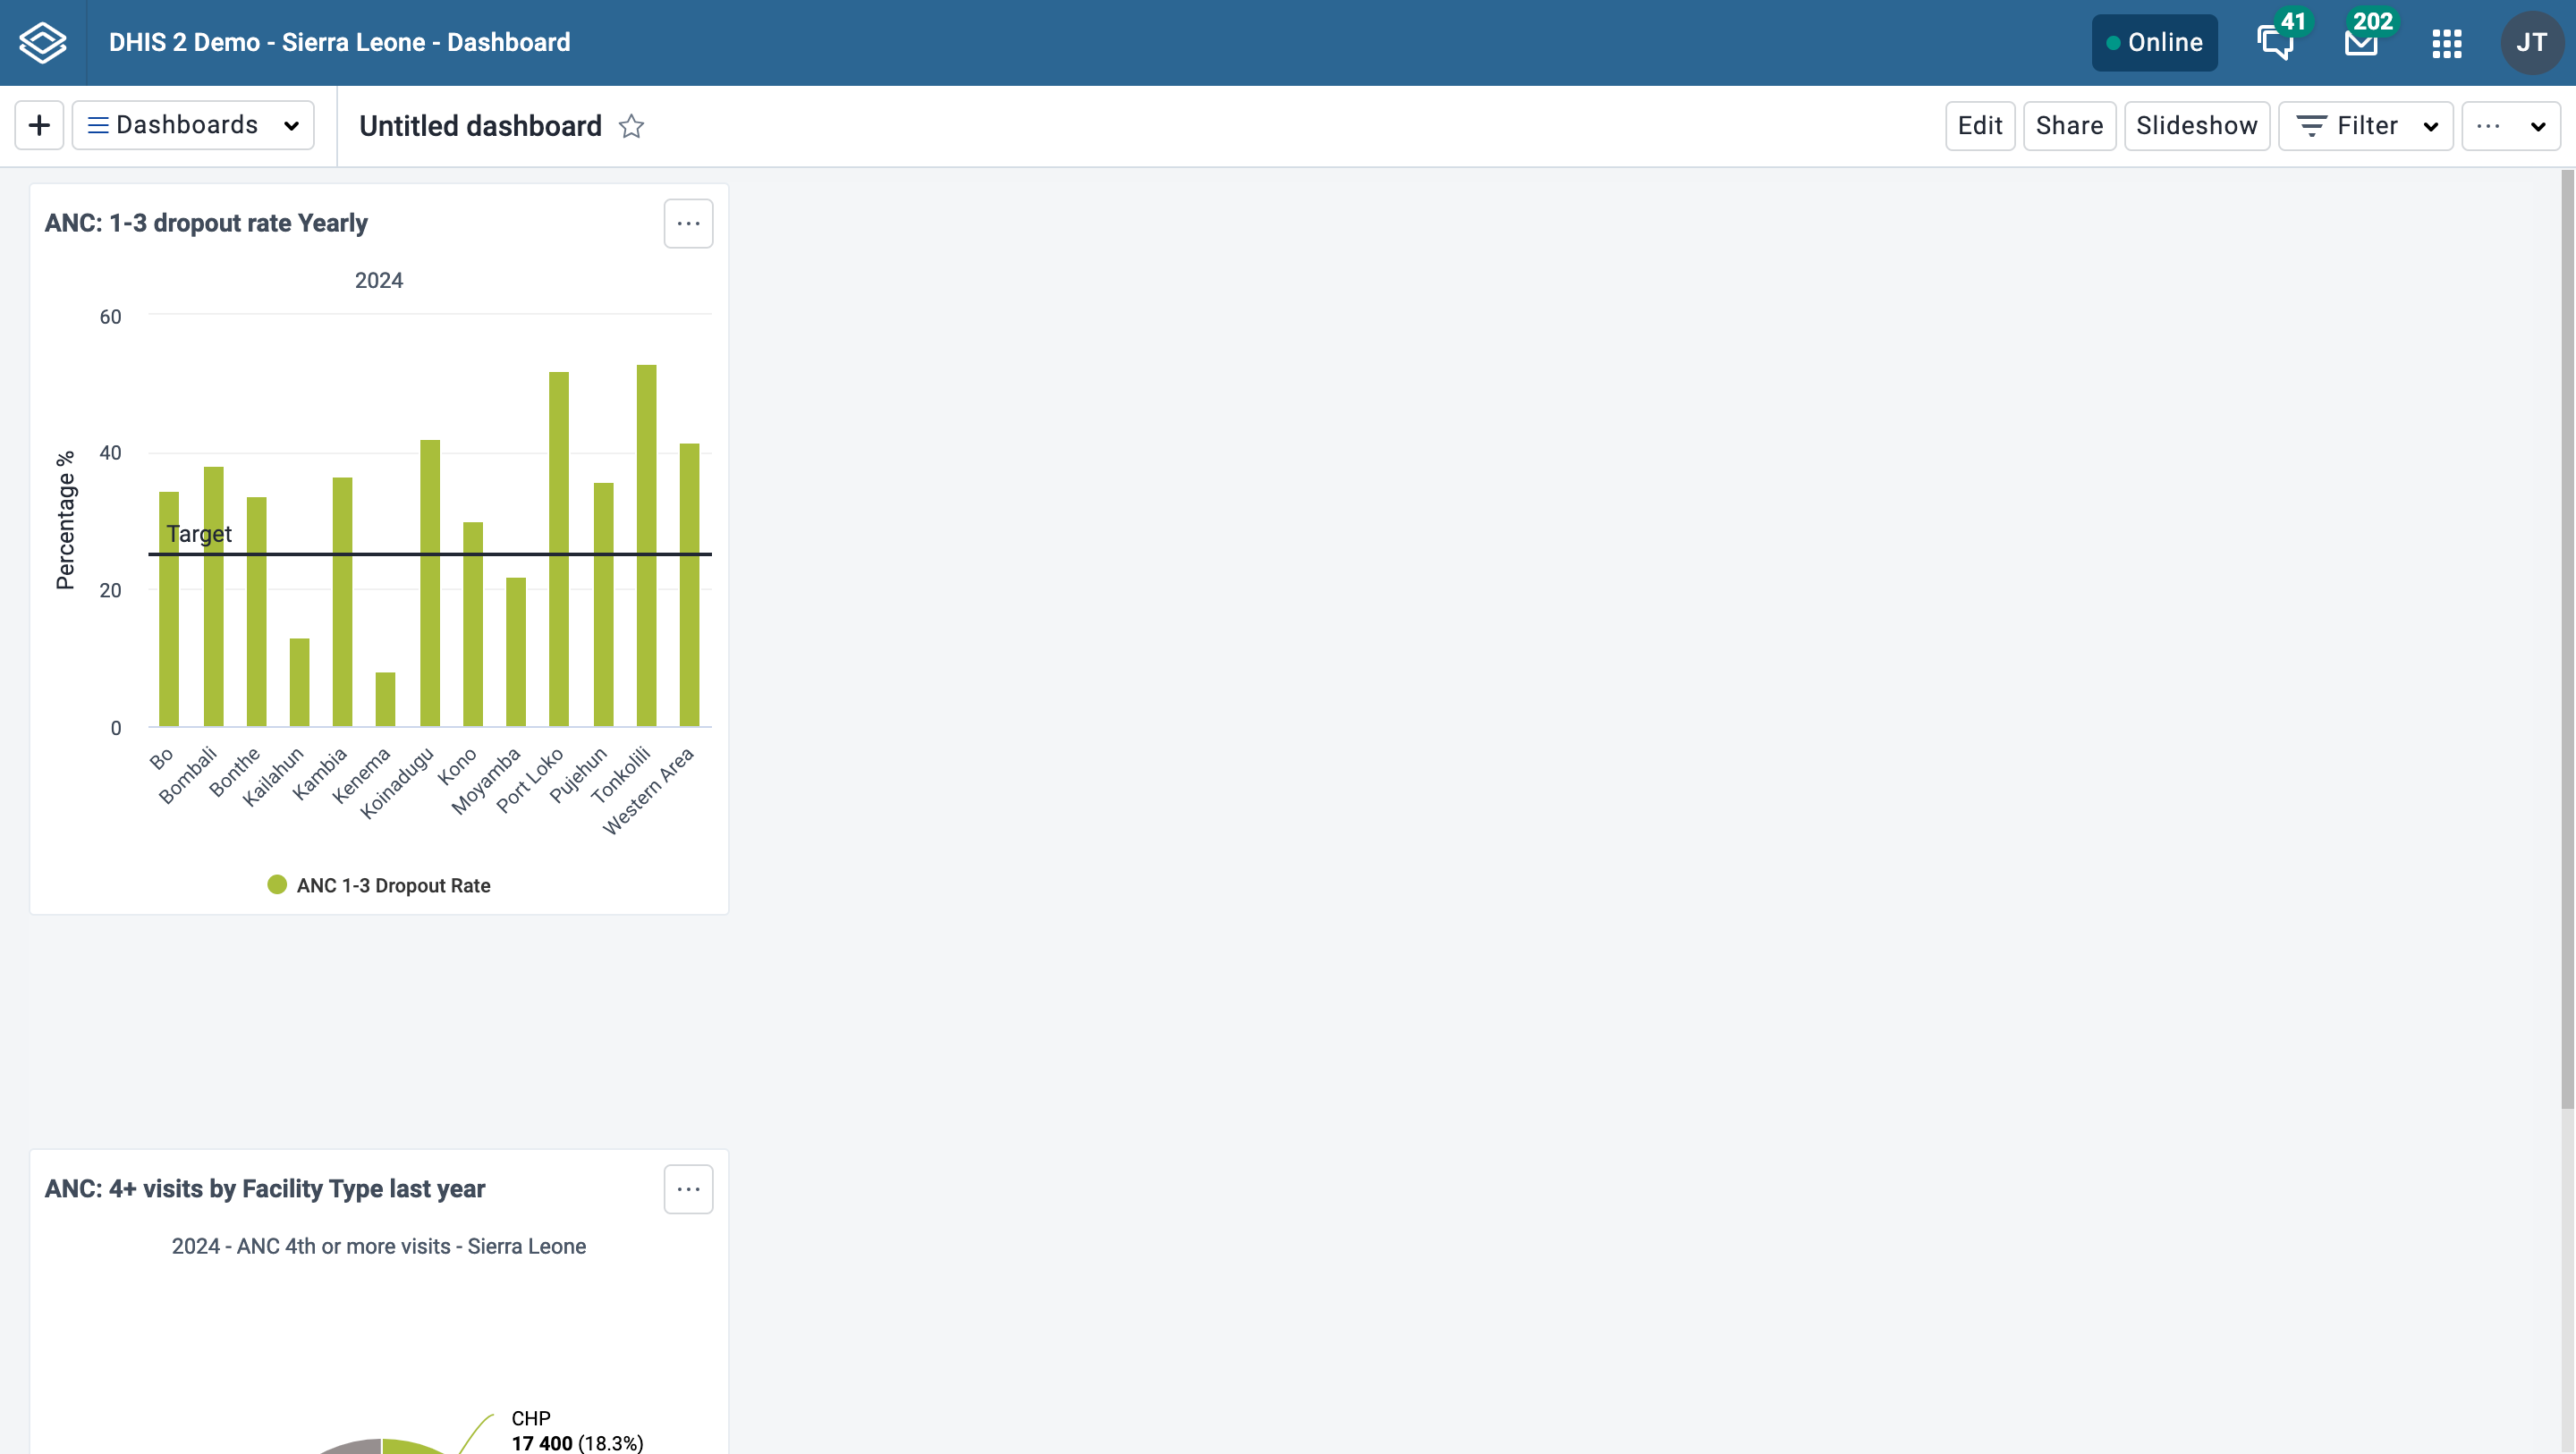 DHIS 2 Demo - Sierra Leone - Dashboard
Online
41
202
JT
Dashboards
Untitled dashboard
Edit
Share
Slideshow
Filter
ANC: 1-3 dropout rate Yearly
2024
60
40
20
0
Percentage %
Target
Bo
Bombali
Bonthe
Kailahun
Kambia
Kenema
Koinadugu
Kono
Moyamba
Port Loko
Pujehun
Tonkolili
Western Area
ANC 1-3 Dropout Rate
ANC: 4+ visits by Facility Type last year
2024 - ANC 4th or more visits - Sierra Leone
CHP
17 400 (18.3%)